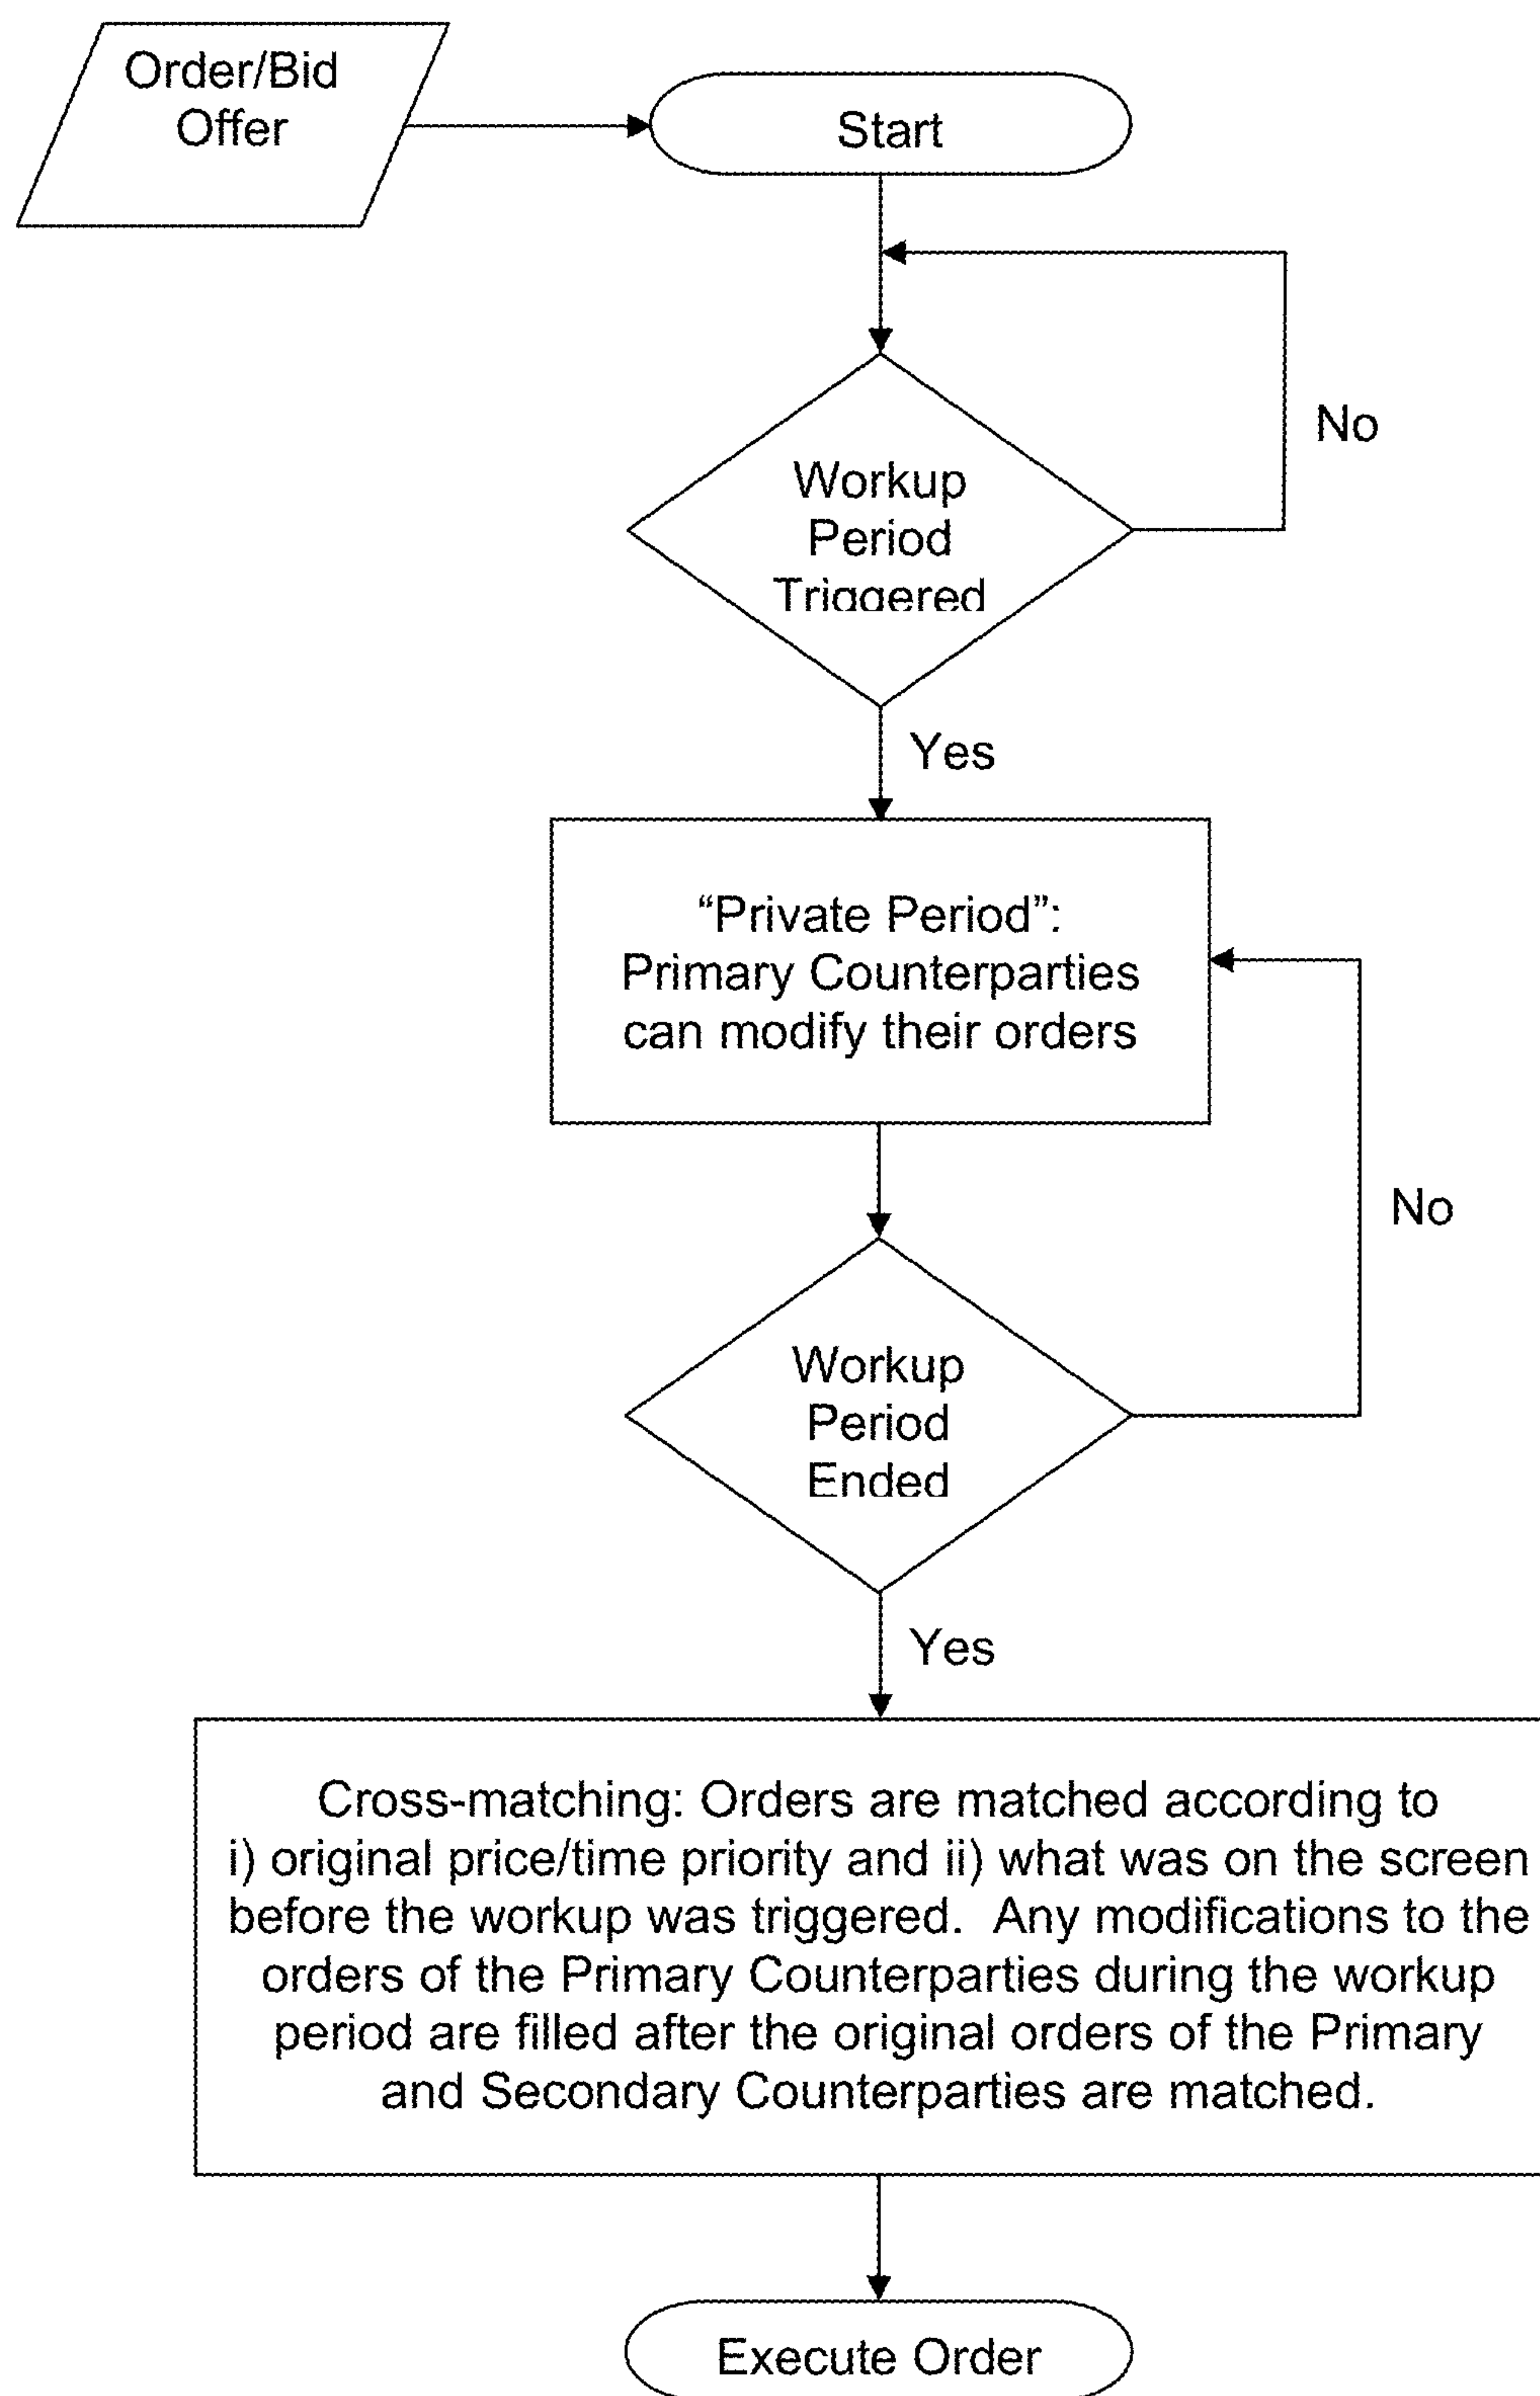 Order/Bid
Offer
Start
No
Workup
Period
Triggered
Yes
“Private Period”:
Primary Counterparties
can modify their orders
No
Workup
Period
Ended
Yes
Cross-matching: Orders are matched according to
i) original price/time priority and ii) what was on the screen
before the workup was triggered.  Any modifications to the
orders of the Primary Counterparties during the workup
period are filled after the original orders of the Primary
and Secondary Counterparties are matched.
Execute Order